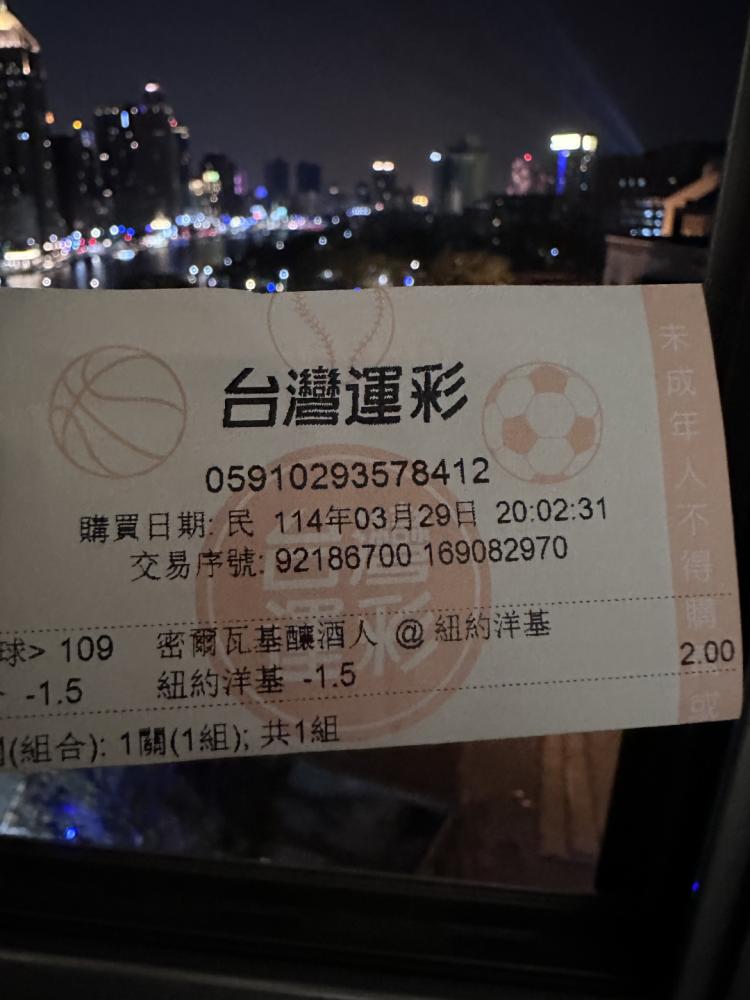 台灣運彩
05910293578412
購買日期: 民 114年03月29日 20:02:31
交易序號: 92186700 169082970
球> 109 密爾瓦基釀酒人 @ 紐約洋基
2.00
-1.5 紐約洋基 -1.5
(組合): 1關(1組); 共1組
未成年人不得購